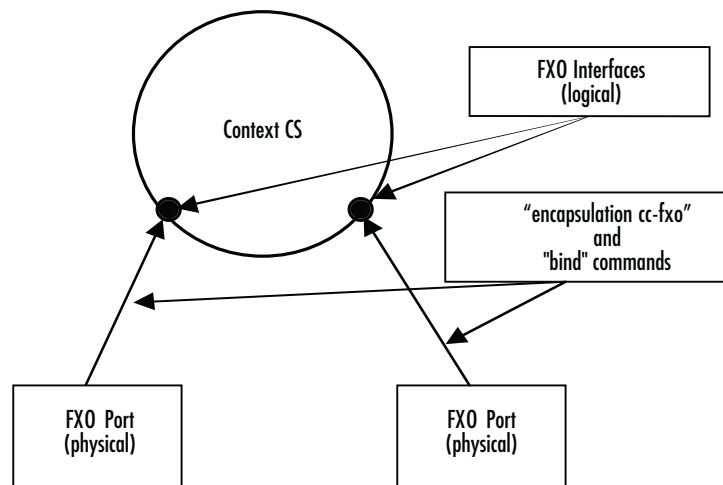 FXO Interfaces
(logical)
Context CS
“encapsulation cc-fxo”
and
"bind" commands
FXO Port
(physical)
FXO Port
(physical)